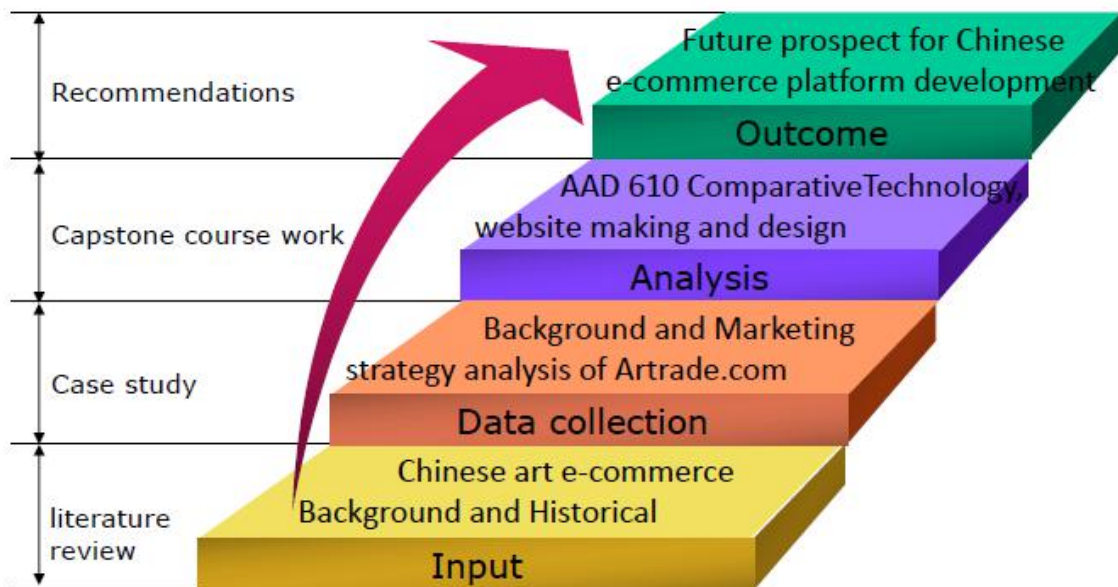 Recommendations
Future prospect for Chinese
e-commerce platform development
Outcome
Capstone course work
AAD 610 ComparativeTechnology,
website making and design
Analysis
Case study
Background and Marketing
strategy analysis of Artrade.com
Data collection
literature
review
Chinese art e-commerce
Background and Historical
Input